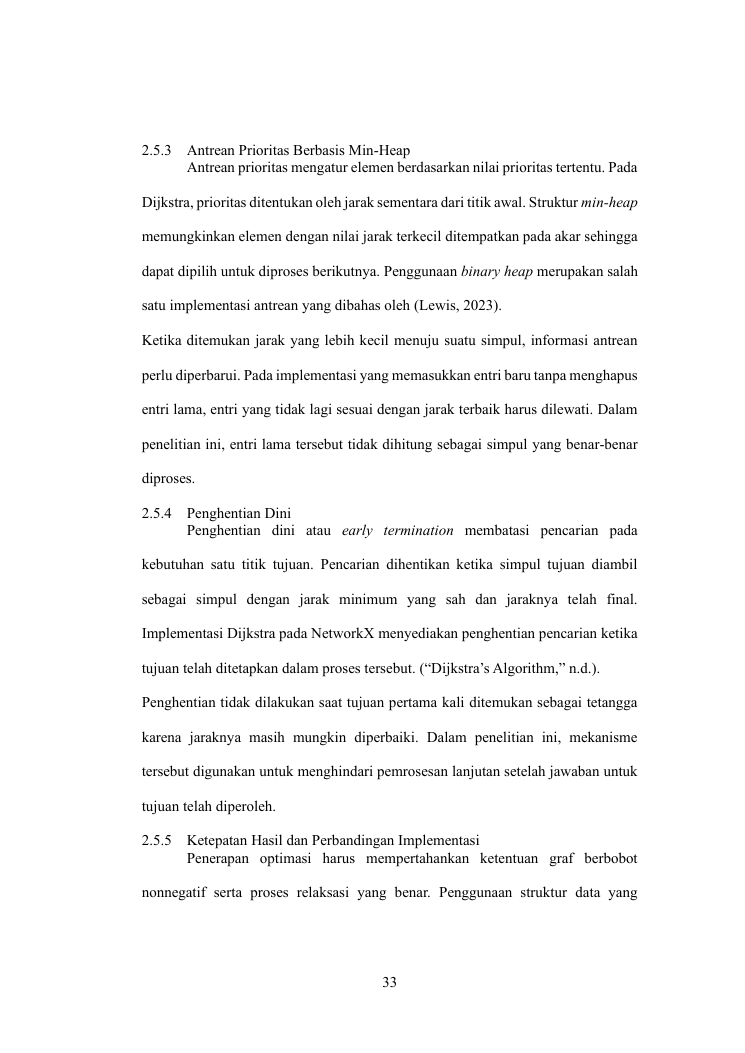 2.5.3 Antrean Prioritas Berbasis Min-Heap
Antrean prioritas mengatur elemen berdasarkan nilai prioritas tertentu. Pada
Dijkstra, prioritas ditentukan oleh jarak sementara dari titik awal. Struktur min-heap
memungkinkan elemen dengan nilai jarak terkecil ditempatkan pada akar sehingga
dapat dipilih untuk diproses berikutnya. Penggunaan binary heap merupakan salah
satu implementasi antrean yang dibahas oleh (Lewis, 2023).
Ketika ditemukan jarak yang lebih kecil menuju suatu simpul, informasi antrean
perlu diperbarui. Pada implementasi yang memasukkan entri baru tanpa menghapus
entri lama, entri yang tidak lagi sesuai dengan jarak terbaik harus dilewati. Dalam
penelitian ini, entri lama tersebut tidak dihitung sebagai simpul yang benar-benar
diproses.
2.5.4 Penghentian Dini
Penghentian dini atau early termination membatasi pencarian pada
kebutuhan satu titik tujuan. Pencarian dihentikan ketika simpul tujuan diambil
sebagai simpul dengan jarak minimum yang sah dan jaraknya telah final.
Implementasi Dijkstra pada NetworkX menyediakan penghentian pencarian ketika
tujuan telah ditetapkan dalam proses tersebut. (“Dijkstra’s Algorithm,” n.d.).
Penghentian tidak dilakukan saat tujuan pertama kali ditemukan sebagai tetangga
karena jaraknya masih mungkin diperbaiki. Dalam penelitian ini, mekanisme
tersebut digunakan untuk menghindari pemrosesan lanjutan setelah jawaban untuk
tujuan telah diperoleh.
2.5.5 Ketepatan Hasil dan Perbandingan Implementasi
Penerapan optimasi harus mempertahankan ketentuan graf berbobot
nonnegatif serta proses relaksasi yang benar. Penggunaan struktur data yang
33